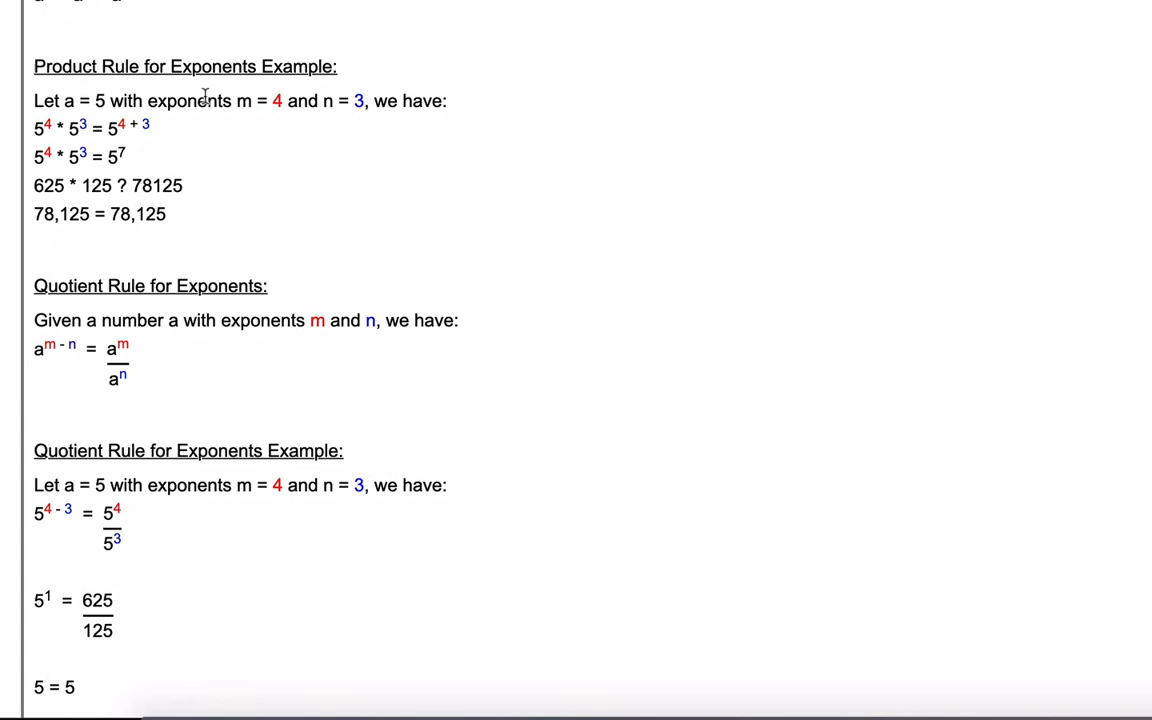 Product Rule for Exponents Example:
Let a = 5 with exponents m = 4 and n = 3, we have:
5⁴ * 5³ = 5⁴ ⁺ ³
5⁴ * 5³ = 5⁷
625 * 125 ? 78125
78,125 = 78,125
Quotient Rule for Exponents:
Given a number a with exponents m and n, we have:
aᵐ ⁻ ⁿ = aᵐ
aⁿ
Quotient Rule for Exponents Example:
Let a = 5 with exponents m = 4 and n = 3, we have:
5⁴ ⁻ ³ = 5⁴
5³
5¹ = 625
125
5 = 5